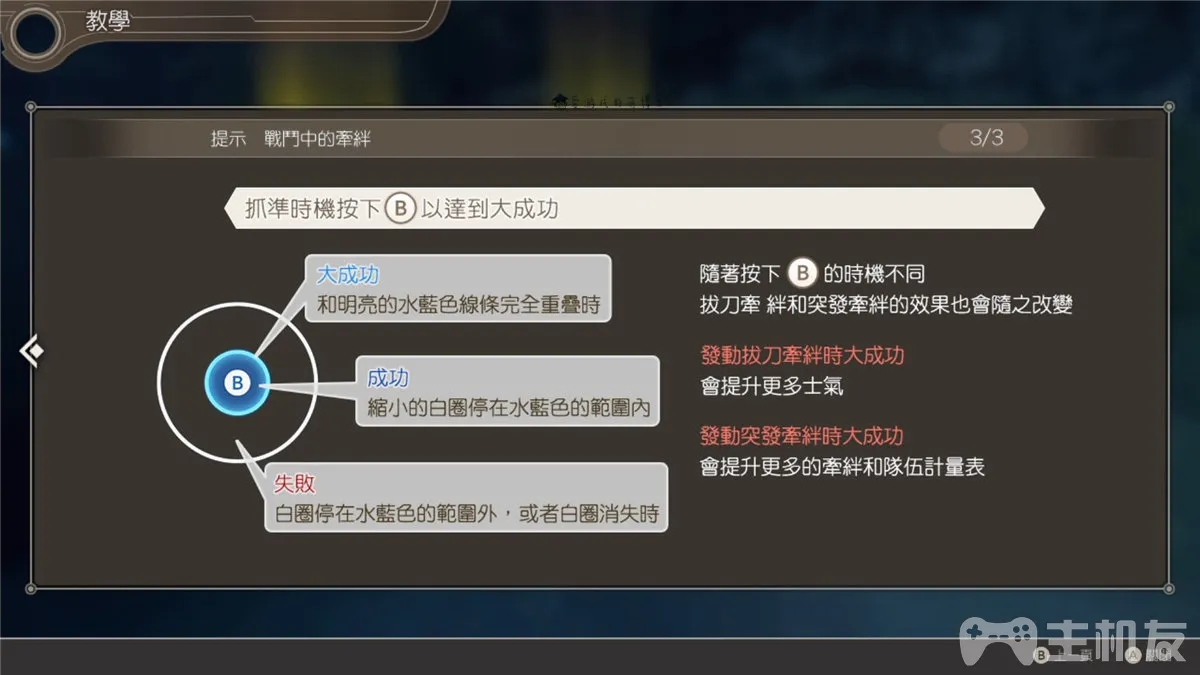 教學
提示 戰鬥中的牽絆
3/3
抓準時機按下 B 以達到大成功
大成功
和明亮的水藍色線條完全重疊時
B
成功
縮小的白圈停在水藍色的範圍內
失敗
白圈停在水藍色的範圍外，或者白圈消失時
隨著按下 B 的時機不同
拔刀牽 絆和突發牽絆的效果也會隨之改變
發動拔刀牽絆時大成功
會提升更多士氣
發動突發牽絆時大成功
會提升更多的牽絆和隊伍計量表
主机友
B 上一頁 A